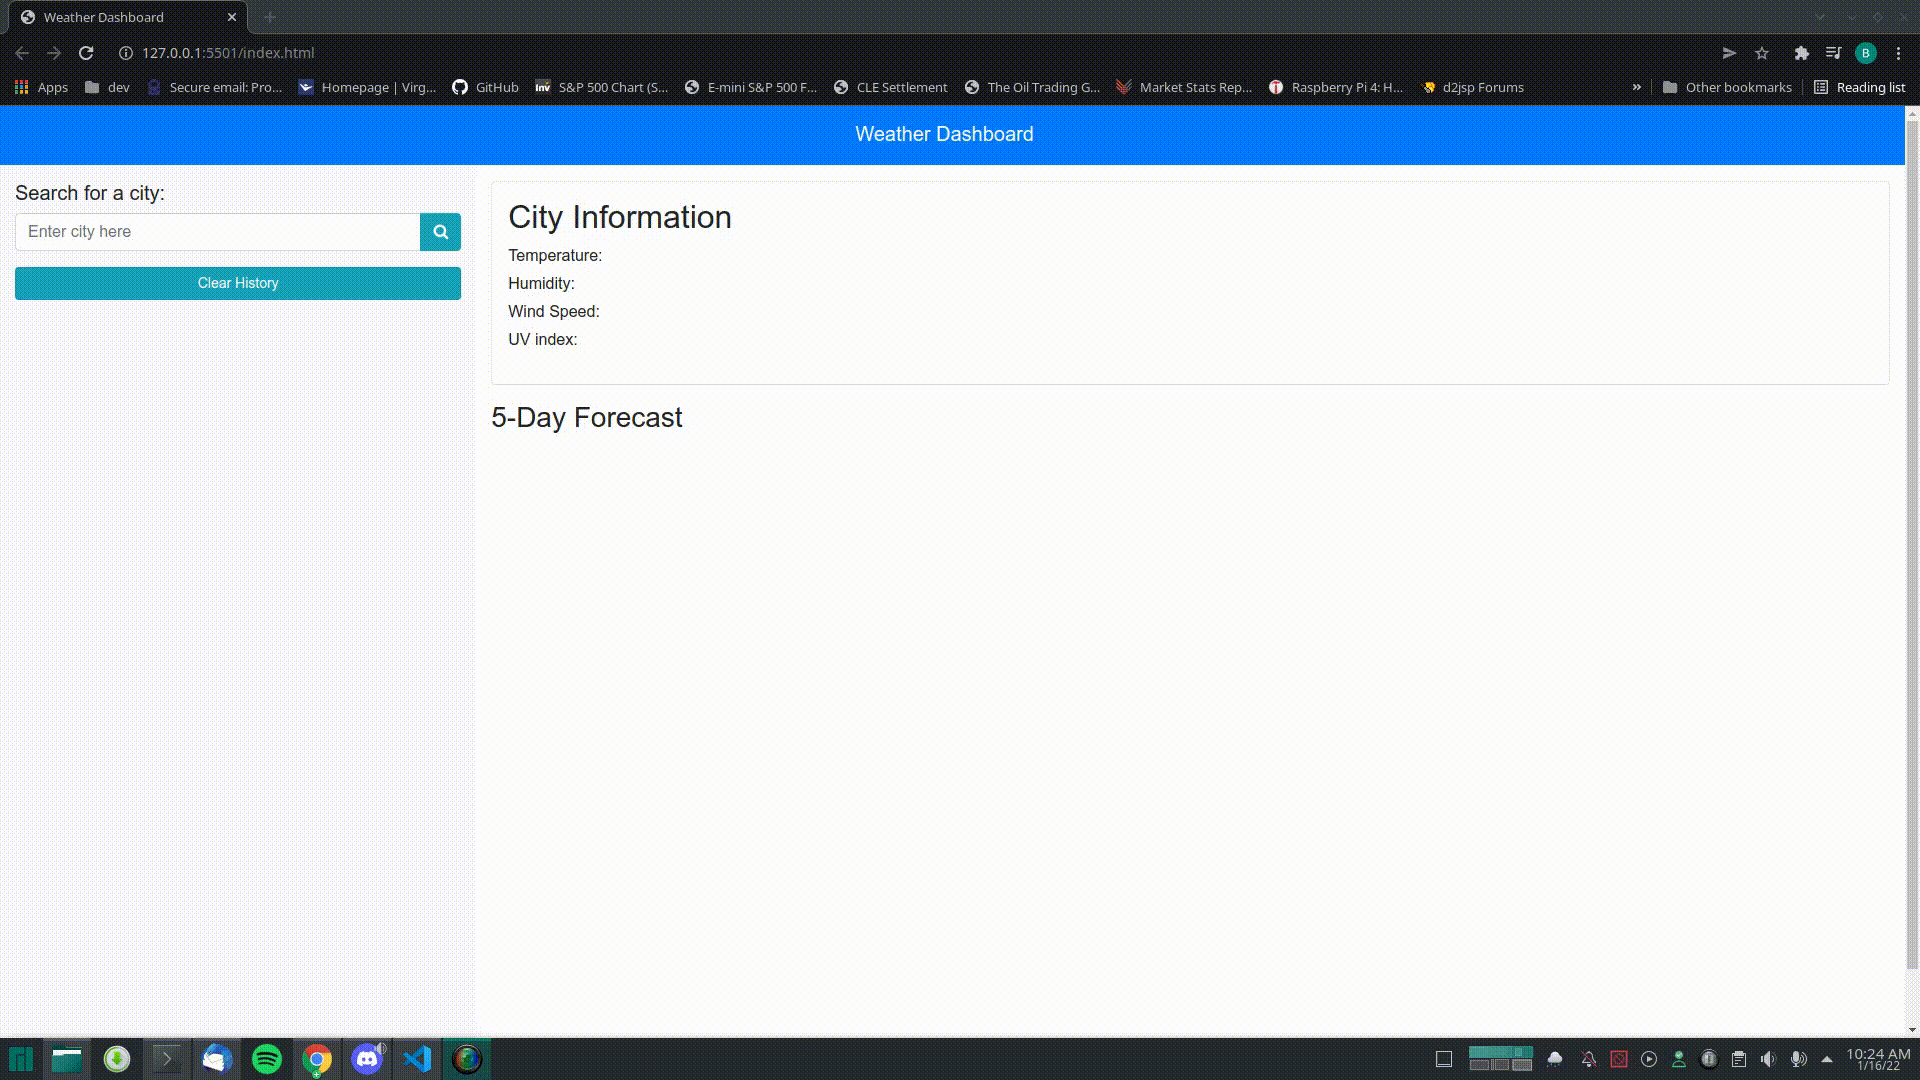 Weather Dashboard
127.0.0.1:5501/index.html
B
Apps dev Secure email: Pro... Homepage | Virg... GitHub Inv S&P 500 Chart (S... E-mini S&P 500 F... CLE Settlement The Oil Trading G... Market Stats Rep... Raspberry Pi 4: H... d2jsp Forums » Other bookmarks Reading list
Weather Dashboard
Search for a city:
Enter city here
Clear History
City Information
Temperature:
Humidity:
Wind Speed:
UV index:
5-Day Forecast
10:24 AM
1/16/22